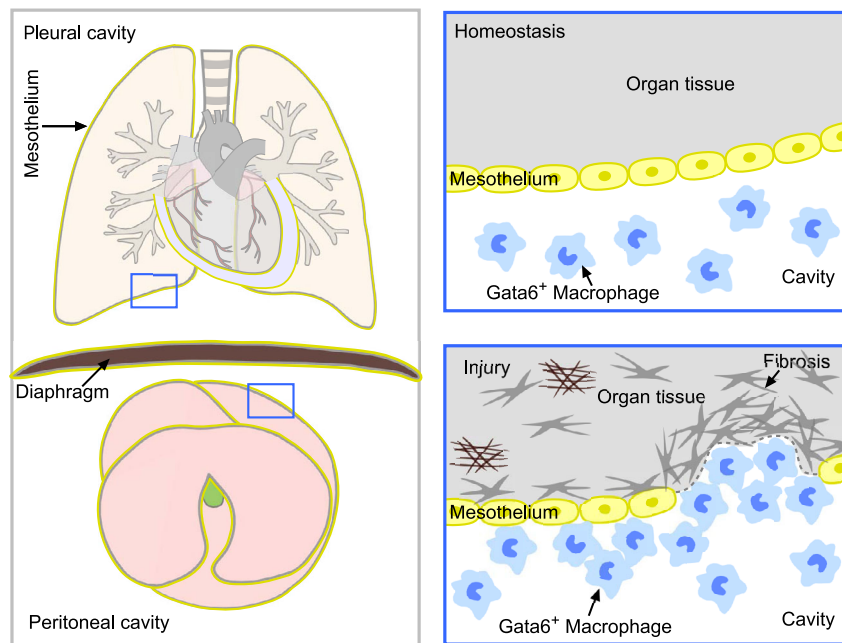 Pleural cavity
Mesothelium
Diaphragm
Peritoneal cavity
Homeostasis
Organ tissue
Mesothelium
Gata6⁺ Macrophage
Cavity
Injury
Fibrosis
Organ tissue
Mesothelium
Gata6⁺ Macrophage
Cavity